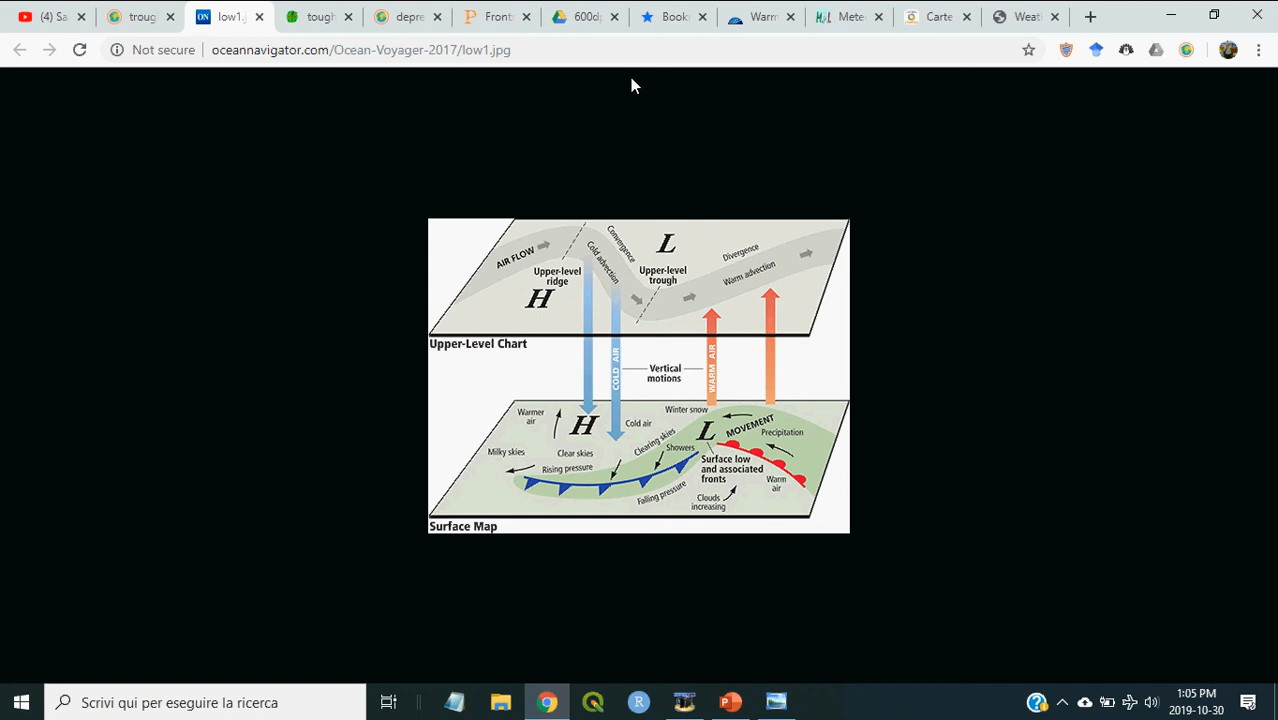 (4) Sa
troug
low1.j
tough
depre
Fronts
600dp
Bookr
Warm
Mete
Carte
Weat
Not secure
oceannavigator.com/Ocean-Voyager-2017/low1.jpg
AIR FLOW
Convergence
Cold advection
L
Upper-level
trough
Divergence
Warm advection
Upper-level
ridge
H
Upper-Level Chart
COLD AIR
Vertical
motions
WARM AIR
Warmer
air
H
Cold air
Winter snow
L
MOVEMENT
Precipitation
Milky skies
Clear skies
Clearing skies
Showers
Rising pressure
Surface low
and associated
fronts
Warm
air
Falling pressure
Clouds
increasing
Surface Map
Scrivi qui per eseguire la ricerca
1:05 PM
2019-10-30